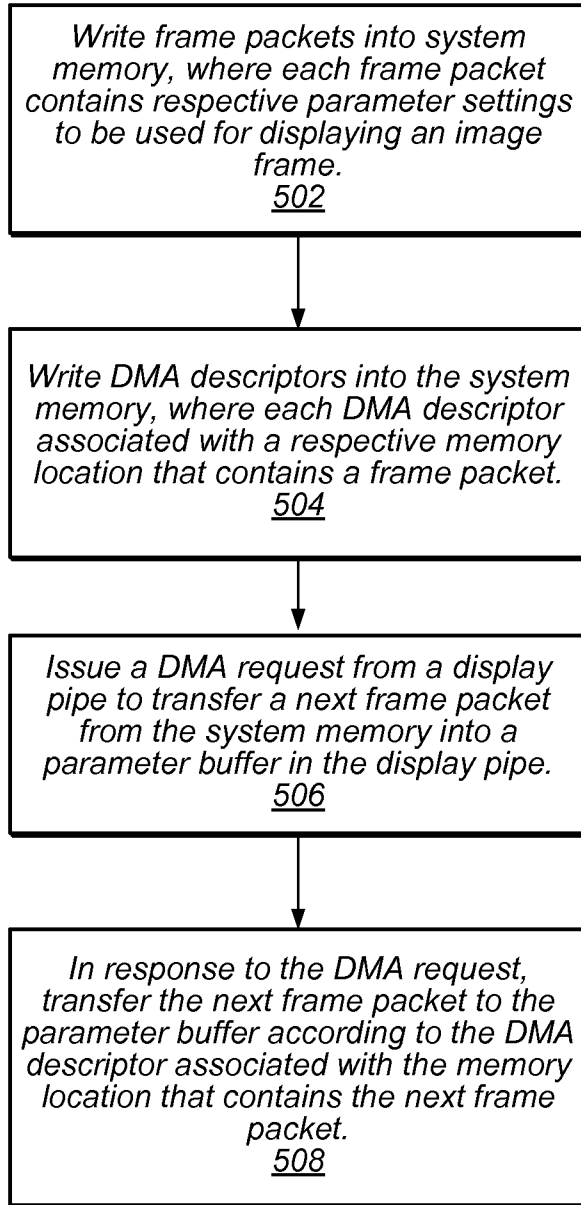 Write frame packets into system
memory, where each frame packet
contains respective parameter settings
to be used for displaying an image
frame.
502
Write DMA descriptors into the system
memory, where each DMA descriptor
associated with a respective memory
location that contains a frame packet.
504
Issue a DMA request from a display
pipe to transfer a next frame packet
from the system memory into a
parameter buffer in the display pipe.
506
In response to the DMA request,
transfer the next frame packet to the
parameter buffer according to the DMA
descriptor associated with the memory
location that contains the next frame
packet.
508